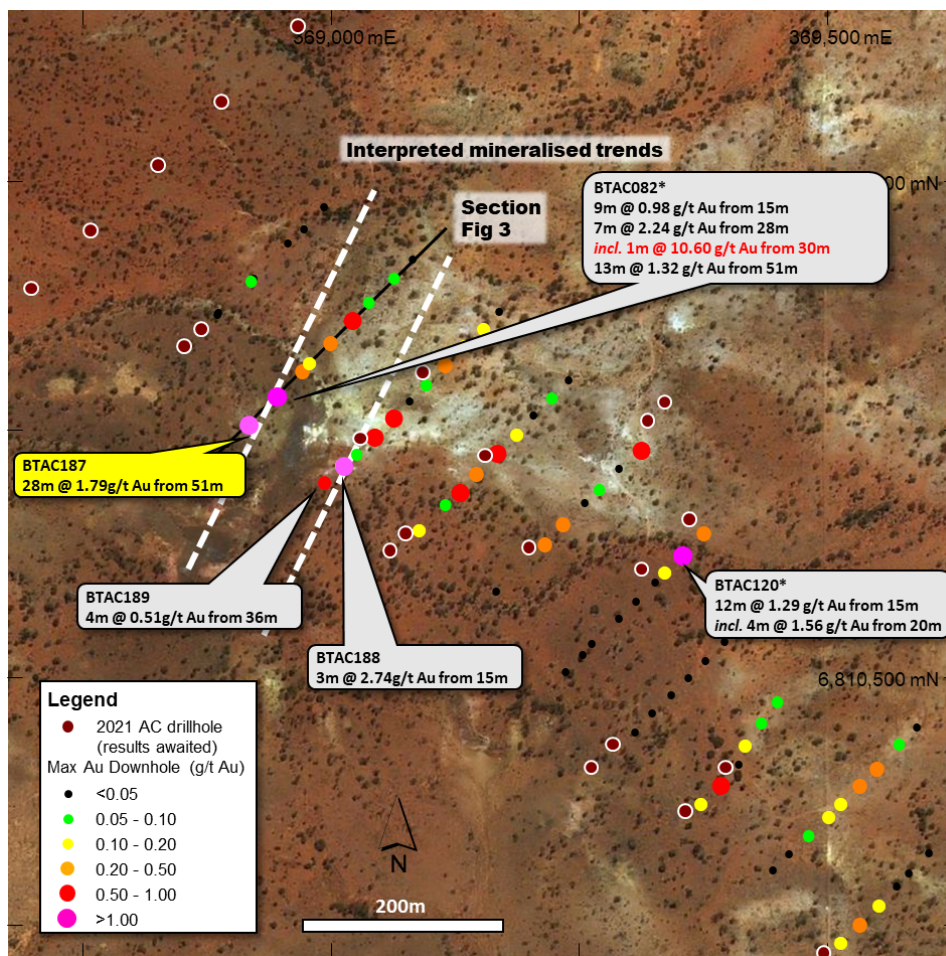 369,000 mE
369,500 mE
Interpreted mineralised trends
Section
Fig 3
00 mN
BTAC082*
9m @ 0.98 g/t Au from 15m
7m @ 2.24 g/t Au from 28m
incl. 1m @ 10.60 g/t Au from 30m
13m @ 1.32 g/t Au from 51m
BTAC187
28m @ 1.79g/t Au from 51m
BTAC189
4m @ 0.51g/t Au from 36m
BTAC188
3m @ 2.74g/t Au from 15m
BTAC120*
12m @ 1.29 g/t Au from 15m
incl. 4m @ 1.56 g/t Au from 20m
6,810,500 mN
Legend
2021 AC drillhole
(results awaited)
Max Au Downhole (g/t Au)
<0.05
0.05 - 0.10
0.10 - 0.20
0.20 - 0.50
0.50 - 1.00
>1.00
N
200m